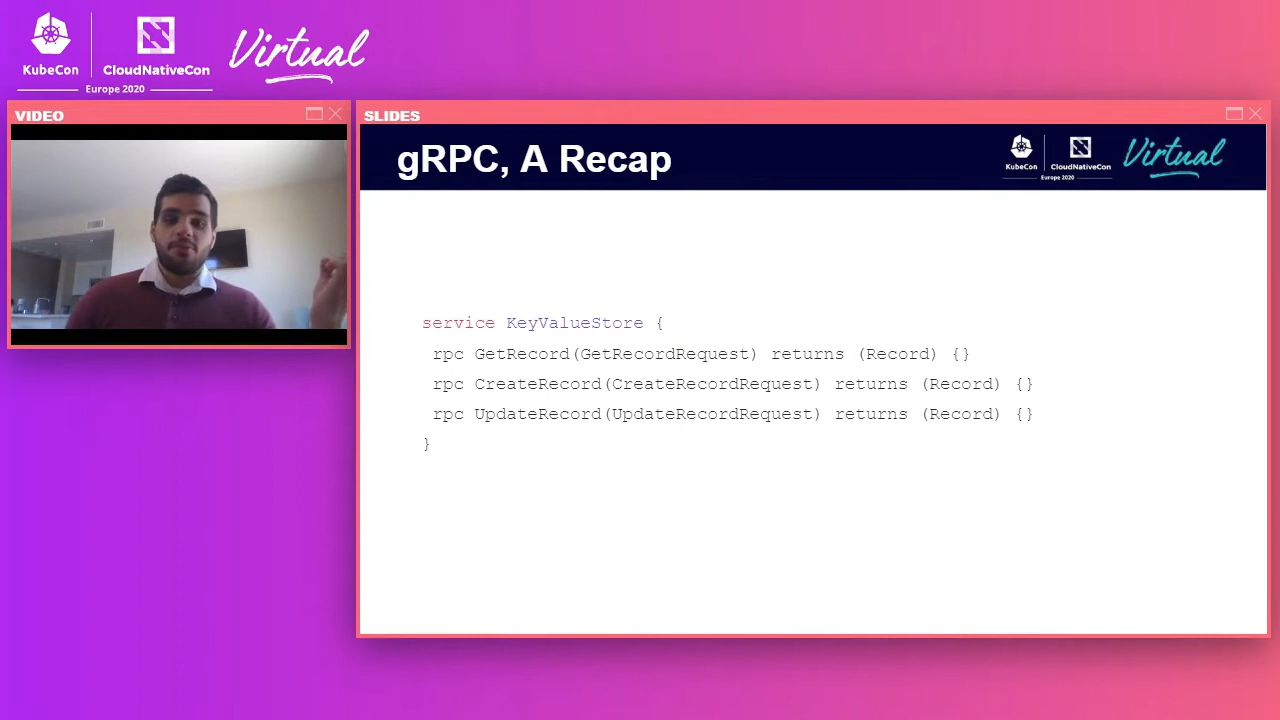 KubeCon
CloudNativeCon
Europe 2020
Virtual
VIDEO
SLIDES
gRPC, A Recap
KubeCon
CloudNativeCon
Europe 2020
Virtual
service KeyValueStore {
rpc GetRecord(GetRecordRequest) returns (Record) {}
rpc CreateRecord(CreateRecordRequest) returns (Record) {}
rpc UpdateRecord(UpdateRecordRequest) returns (Record) {}
}